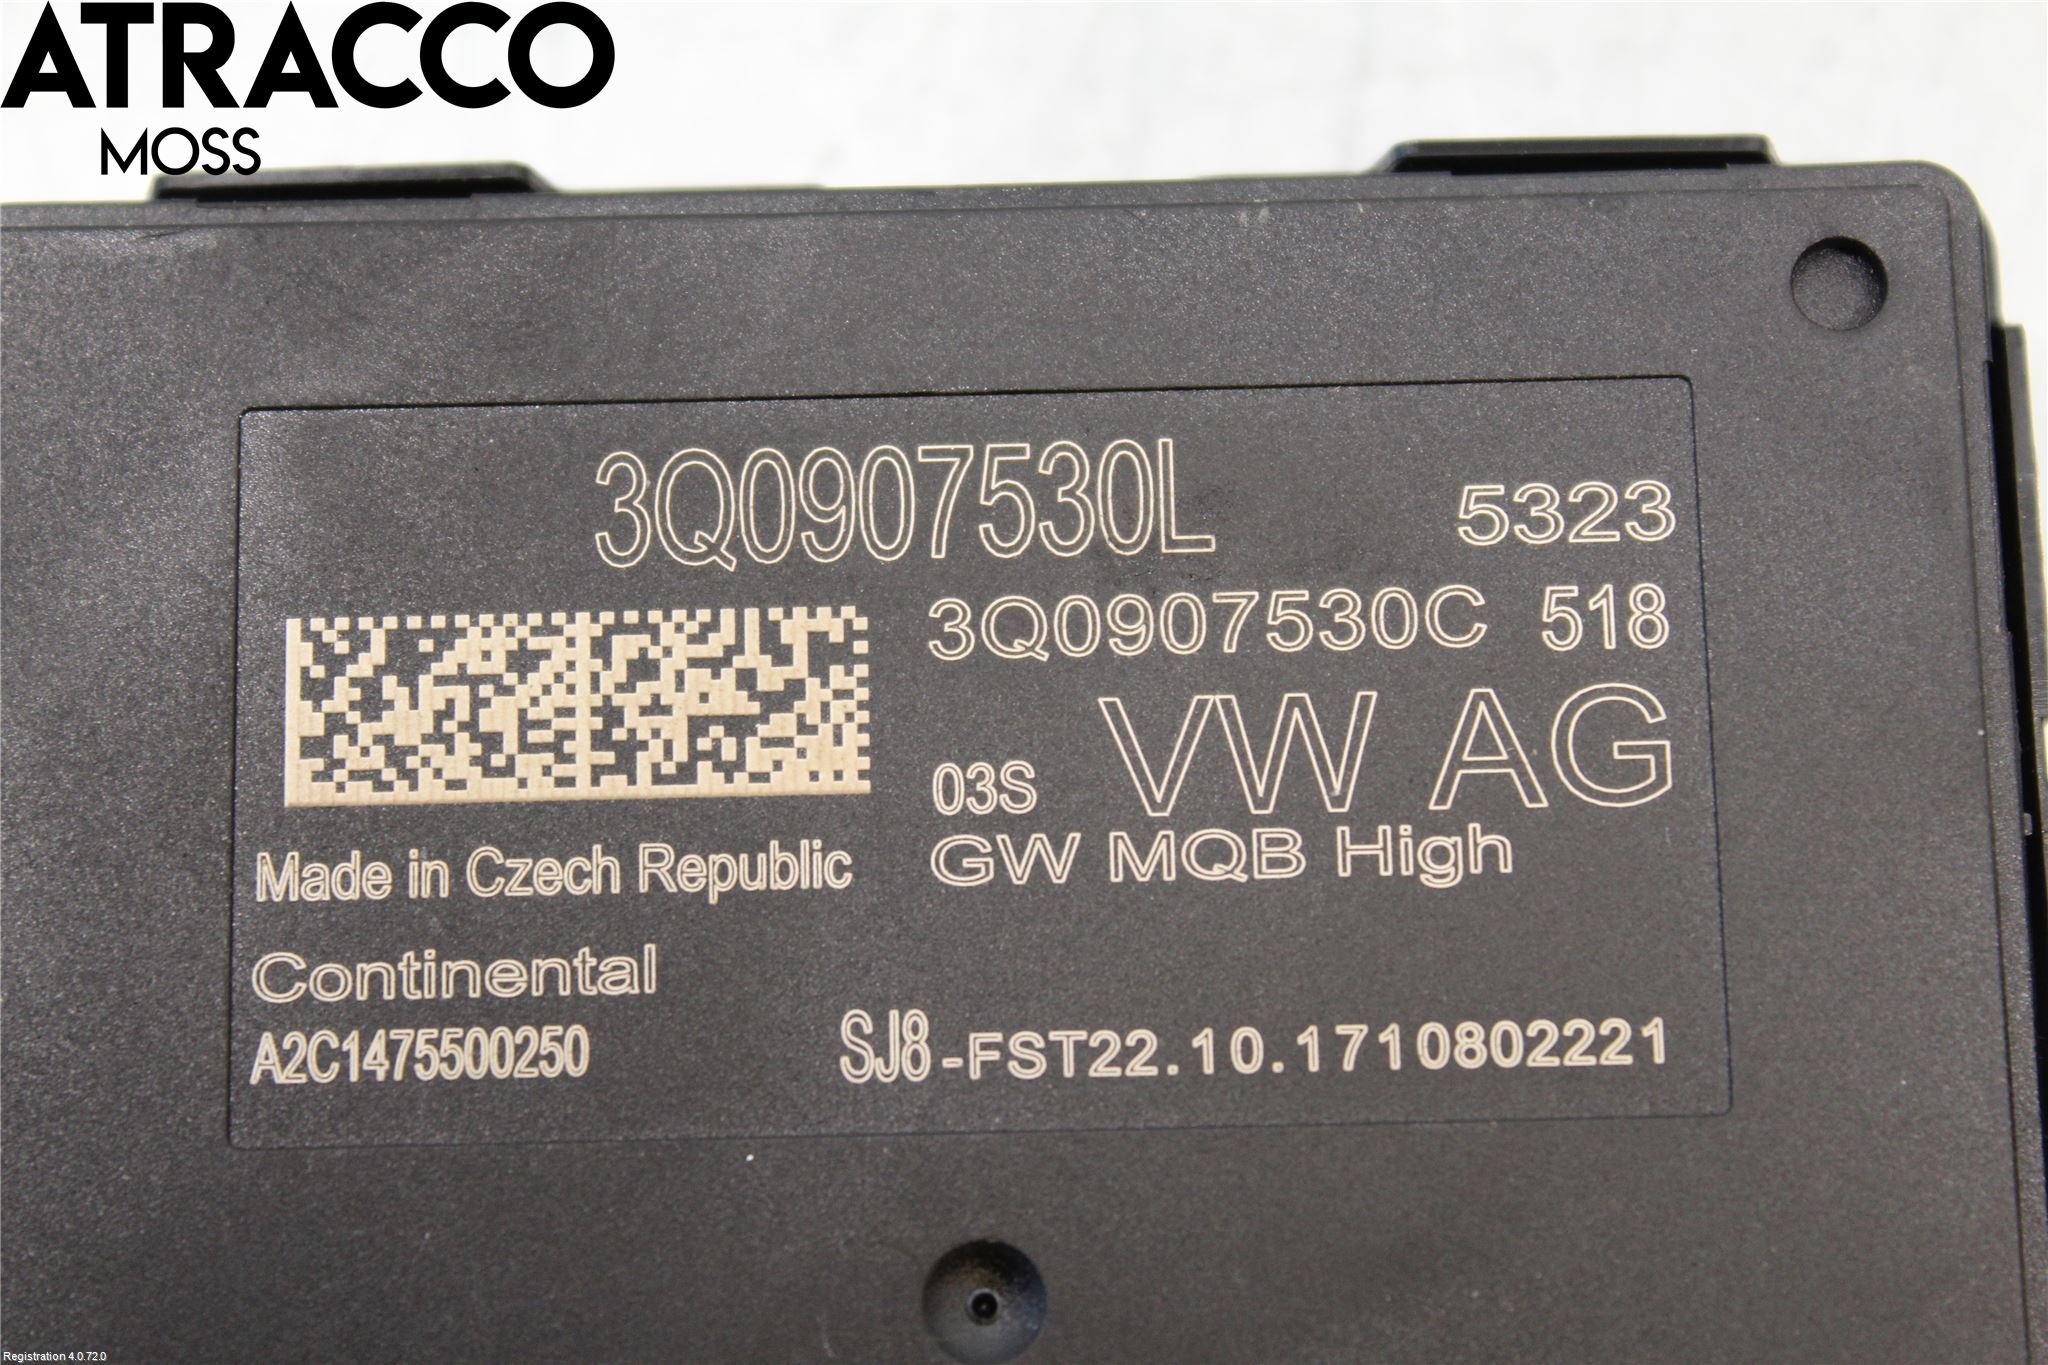 ATRACCO
MOSS
3Q0907530L
5323
3Q0907530C 518
03S VW AG
GW MQB High
Made in Czech Republic
Continental
A2C1475500250
SJ8-FST22.10.1710802221
Registration 4.0.72.0